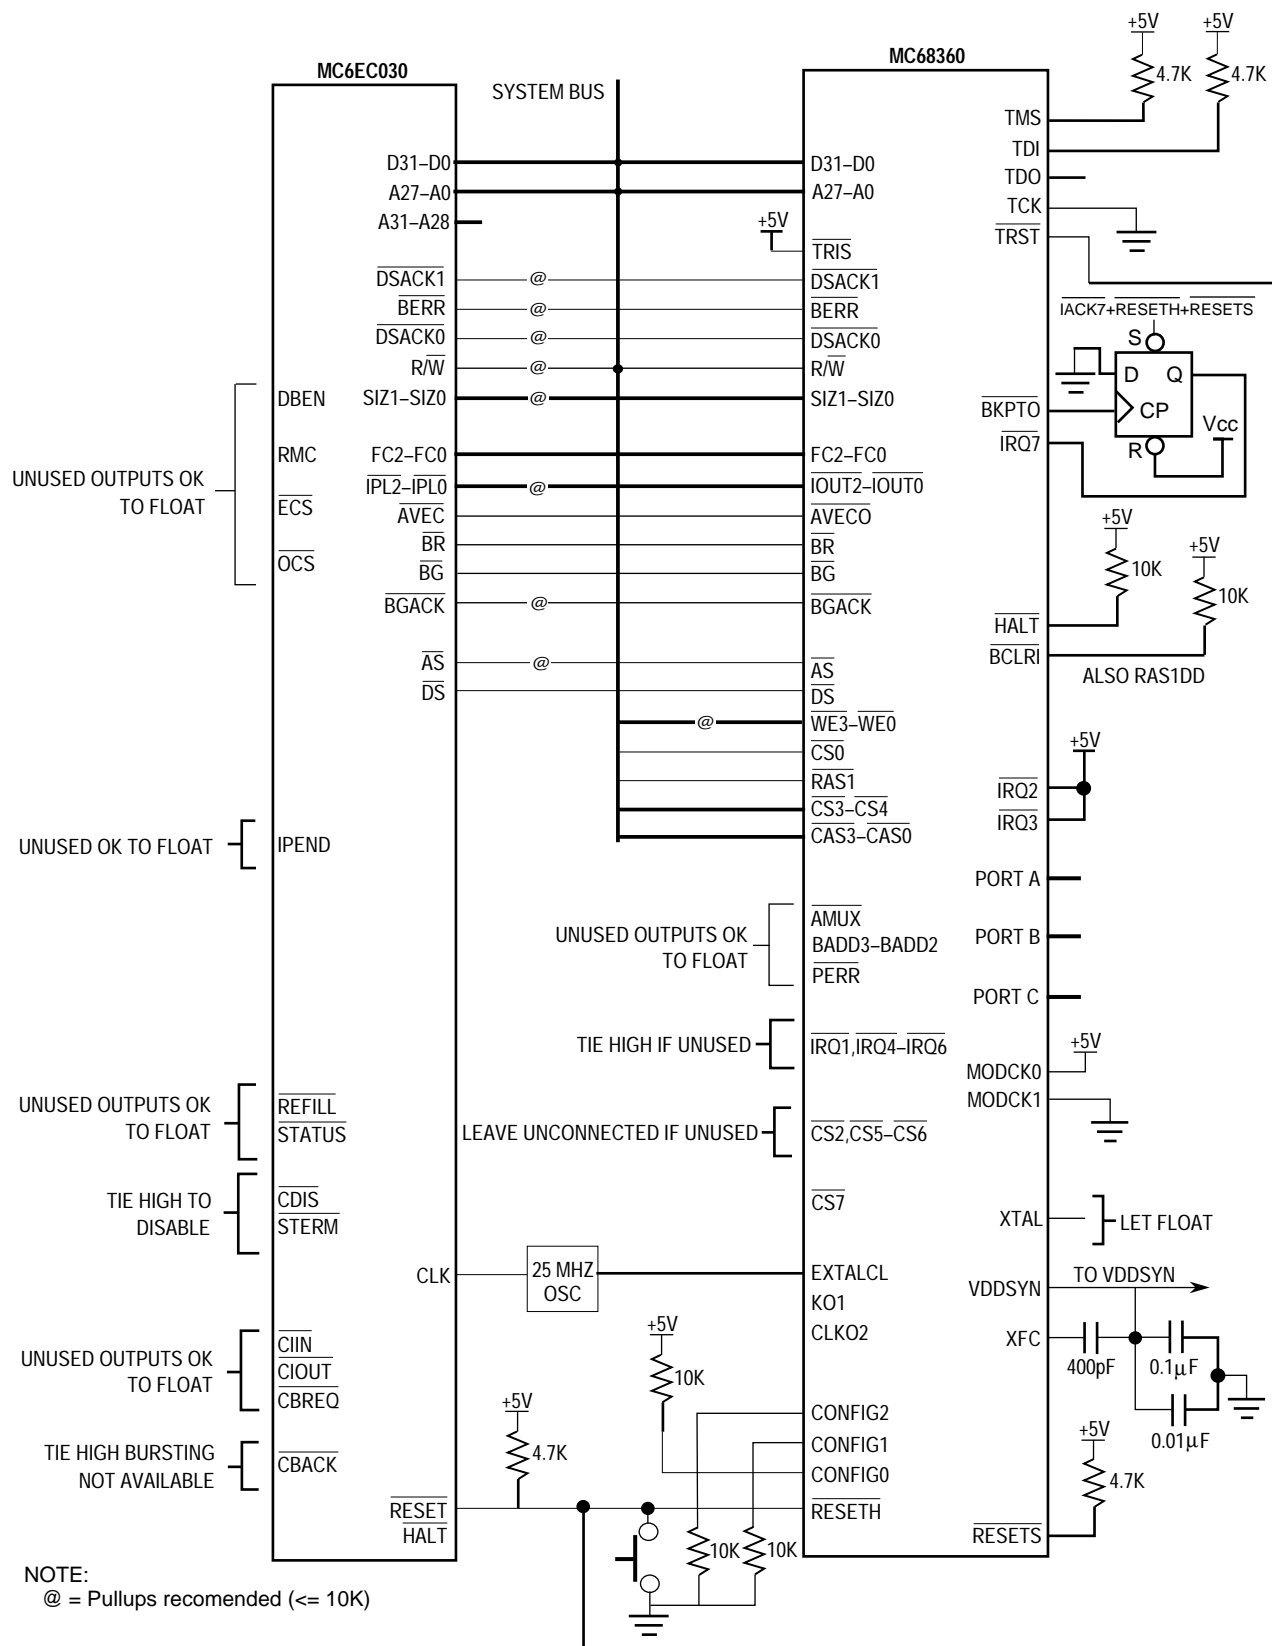 MC6EC030
SYSTEM BUS
MC68360
+5V
+5V
4.7K
4.7K
D31–D0
A27–A0
A31–A28
DSACK1
BERR
DSACK0
R/W
DBEN
SIZ1–SIZ0
RMC
FC2–FC0
UNUSED OUTPUTS OK
TO FLOAT
IPL2–IPL0
ECS
AVEC
BR
OCS
BG
BGACK
AS
DS
UNUSED OK TO FLOAT
IPEND
UNUSED OUTPUTS OK
TO FLOAT
REFILL
STATUS
TIE HIGH TO
DISABLE
CDIS
STERM
CLK
UNUSED OUTPUTS OK
TO FLOAT
CIIN
CIOUT
CBREQ
TIE HIGH BURSTING
NOT AVAILABLE
CBACK
RESET
HALT
@
@
@
@
@
@
@
@
@
25 MHZ
OSC
+5V
4.7K
+5V
10K
10K
10K
+5V
D31–D0
A27–A0
TRIS
DSACK1
BERR
DSACK0
R/W
SIZ1–SIZ0
FC2–FC0
IOUT2–IOUT0
AVECO
BR
BG
BGACK
AS
DS
WE3–WE0
CS0
RAS1
CS3–CS4
CAS3–CAS0
UNUSED OUTPUTS OK
TO FLOAT
AMUX
BADD3–BADD2
PERR
TIE HIGH IF UNUSED
IRQ1,IRQ4–IRQ6
LEAVE UNCONNECTED IF UNUSED
CS2,CS5–CS6
CS7
EXTALCL
KO1
CLKO2
CONFIG2
CONFIG1
CONFIG0
RESETH
TMS
TDI
TDO
TCK
TRST
IACK7+RESETH+RESETS
S
D Q
CP
R
Vcc
BKPTO
IRQ7
+5V
10K
+5V
10K
HALT
BCLRI
ALSO RAS1DD
+5V
IRQ2
IRQ3
PORT A
PORT B
PORT C
+5V
MODCK0
MODCK1
XTAL
LET FLOAT
VDDSYN
TO VDDSYN
XFC
400pF
0.1µF
0.01µF
+5V
4.7K
RESETS
NOTE:
@ = Pullups recomended (<= 10K)